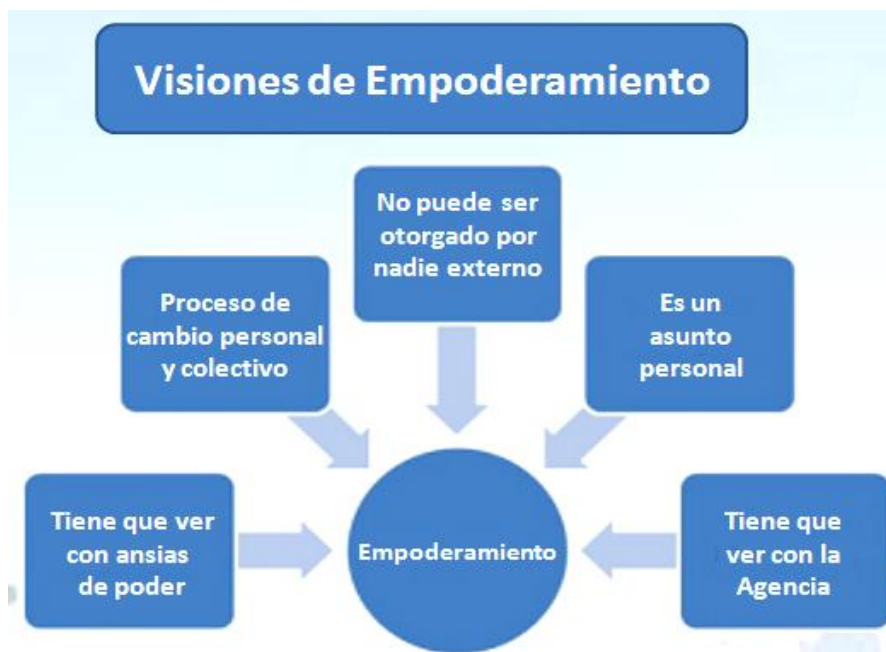 Visiones de Empoderamiento
No puede ser
otorgado por
nadie externo
Proceso de
cambio personal
y colectivo
Es un
asunto
personal
Tiene que ver
con ansias
de poder
Empoderamiento
Tiene que
ver con la
Agencia